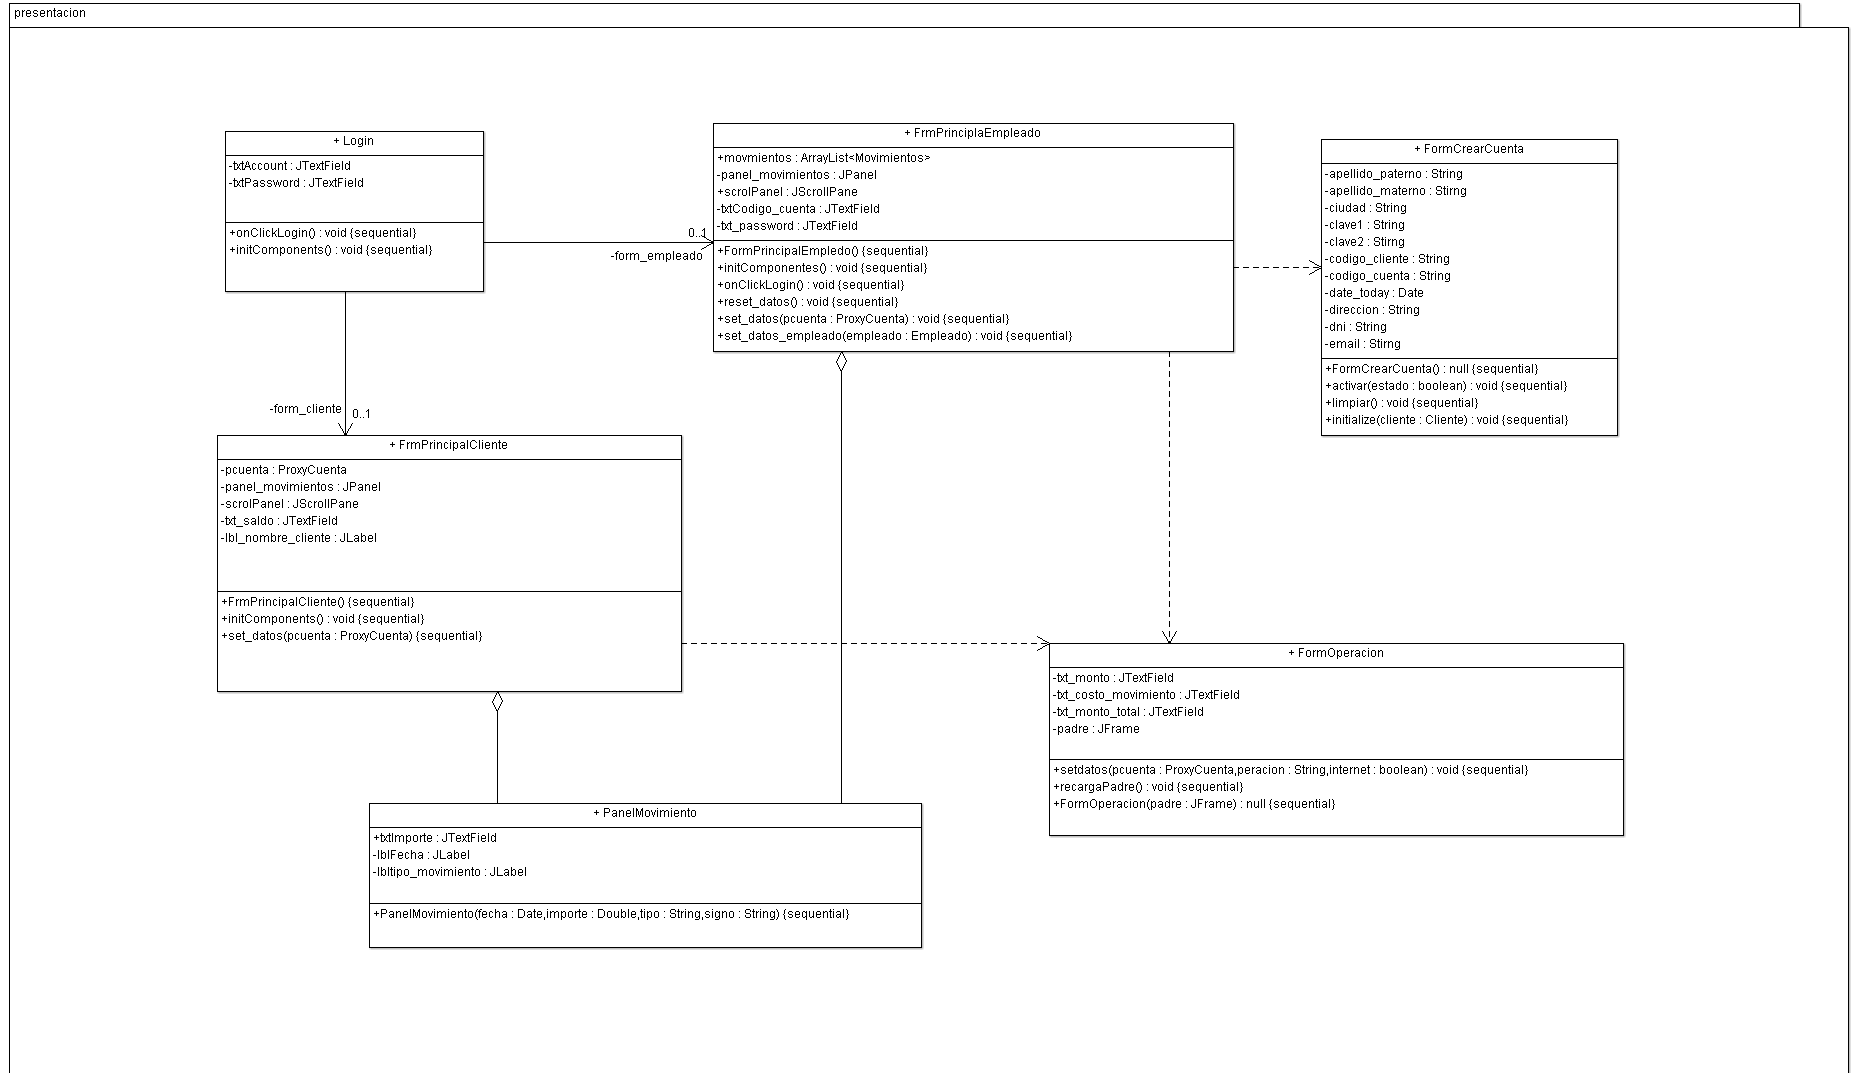 presentacion
+ Login
-txtAccount : JTextField
-txtPassword : JTextField
+onClickLogin() : void {sequential}
+initComponents() : void {sequential}
0..1
-form_empleado
+ FrmPrinciplaEmpleado
+movmientos : ArrayList<Movimientos>
-panel_movimientos : JPanel
+scrolPanel : JScrollPane
-txtCodigo_cuenta : JTextField
-txt_password : JTextField
+FormPrincipalEmpledo() {sequential}
+initComponentes() : void {sequential}
+onClickLogin() : void {sequential}
+reset_datos() : void {sequential}
+set_datos(pcuenta : ProxyCuenta) : void {sequential}
+set_datos_empleado(empleado : Empleado) : void {sequential}
+ FormCrearCuenta
-apellido_paterno : String
-apellido_materno : Stirng
-ciudad : String
-clave1 : String
-clave2 : Stirng
-codigo_cliente : String
-codigo_cuenta : String
-date_today : Date
-direccion : String
-dni : String
-email : Stirng
+FormCrearCuenta() : null {sequential}
+activar(estado : boolean) : void {sequential}
+limpiar() : void {sequential}
+initialize(cliente : Cliente) : void {sequential}
-form_cliente
0..1
+ FrmPrincipalCliente
-pcuenta : ProxyCuenta
-panel_movimientos : JPanel
-scrolPanel : JScrollPane
-txt_saldo : JTextField
-lbl_nombre_cliente : JLabel
+FrmPrincipalCliente() {sequential}
+initComponents() : void {sequential}
+set_datos(pcuenta : ProxyCuenta) {sequential}
+ FormOperacion
-txt_monto : JTextField
-txt_costo_movimiento : JTextField
-txt_monto_total : JTextField
-padre : JFrame
+setdatos(pcuenta : ProxyCuenta,peracion : String,internet : boolean) : void {sequential}
+recargaPadre() : void {sequential}
+FormOperacion(padre : JFrame) : null {sequential}
+ PanelMovimiento
+txtImporte : JTextField
-lblFecha : JLabel
-lbltipo_movimiento : JLabel
+PanelMovimiento(fecha : Date,importe : Double,tipo : String,signo : String) {sequential}